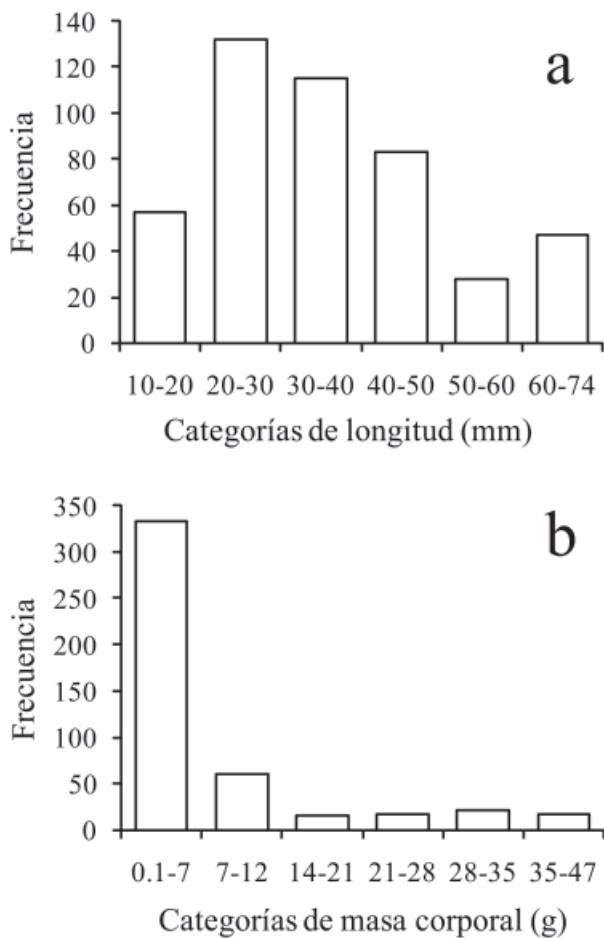 a
Frecuencia
140
120
100
80
60
40
20
0
10-20 20-30 30-40 40-50 50-60 60-74
Categorías de longitud (mm)
b
Frecuencia
350
300
250
200
150
100
50
0
0.1-7 7-12 14-21 21-28 28-35 35-47
Categorías de masa corporal (g)